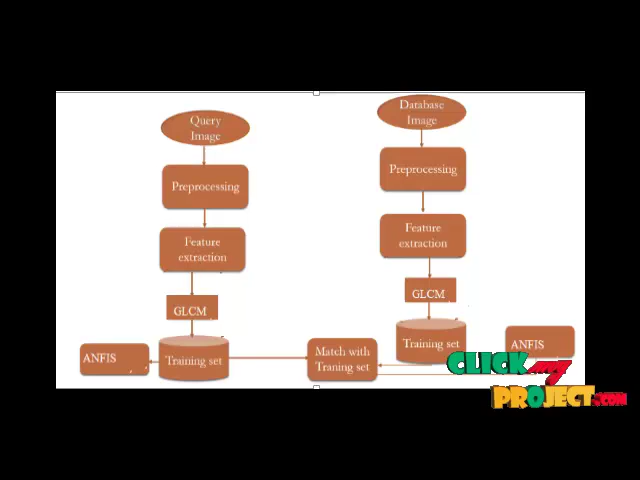 Query
Image
Preprocessing
Feature
extraction
GLCM
Training set
ANFIS
Database
Image
Preprocessing
Feature
extraction
GLCM
Training set
ANFIS
Match with
Traning set
CLICK my
PROJECT.COM